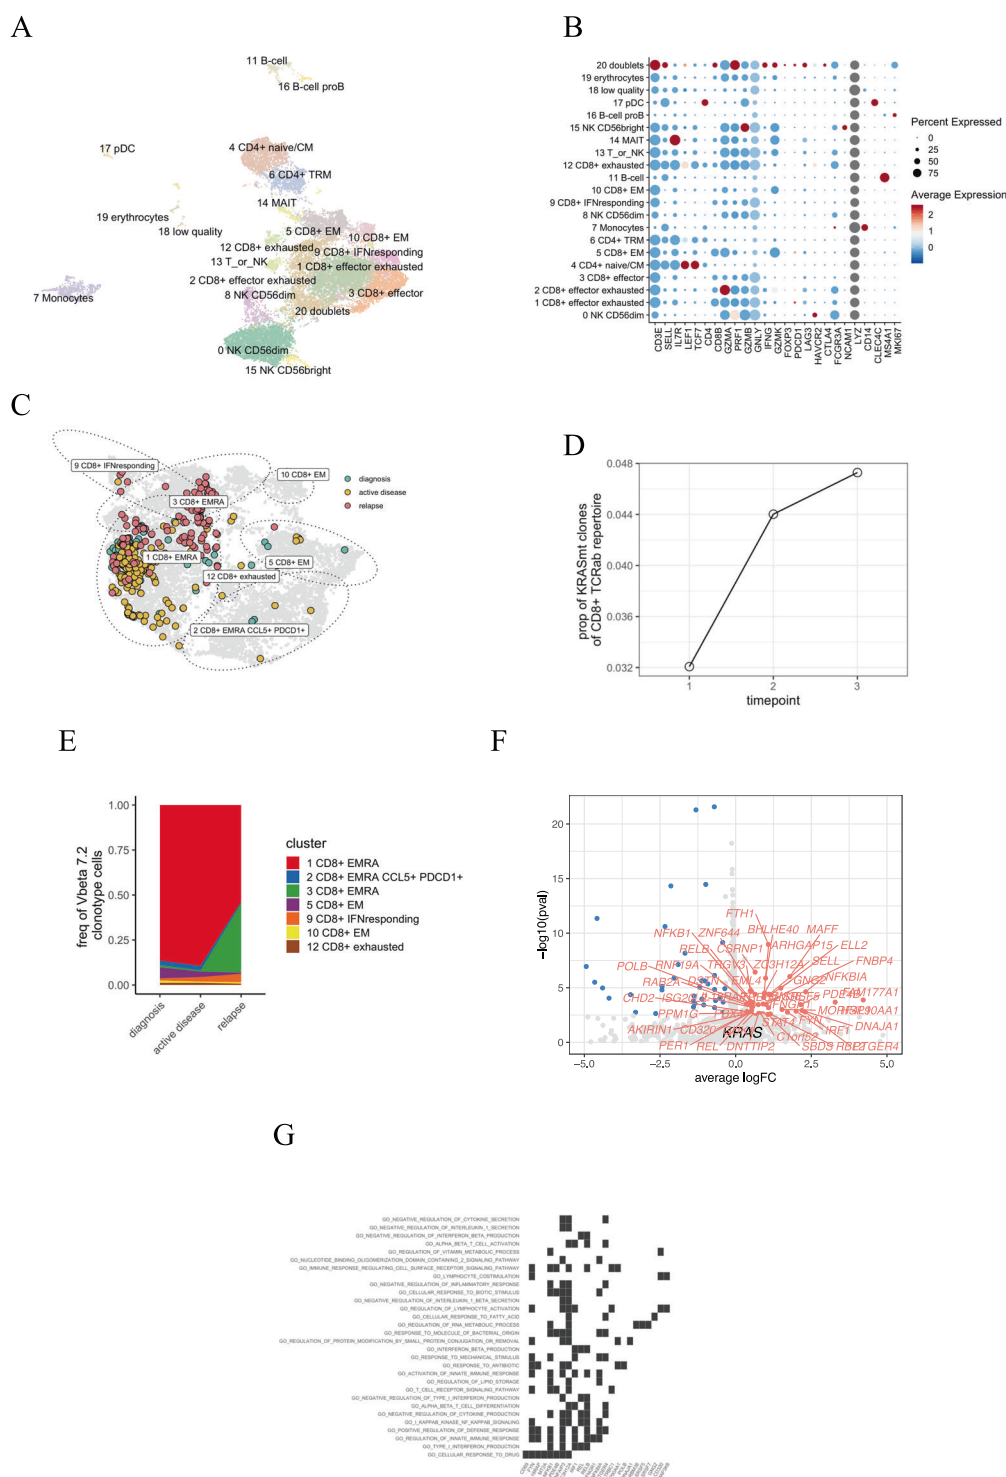 A
11 B-cell
16 B-cell proB
17 pDC
4 CD4+ naive/CM
6 CD4+ TRM
14 MAIT
19 erythrocytes
18 low quality
5 CD8+ EM
10 CD8+ EM
12 CD8+ exhausted
9 CD8+ IFNresponding
13 T_or_NK
1 CD8+ effector exhausted
2 CD8+ effector exhausted
8 NK CD56dim
3 CD8+ effector
7 Monocytes
20 doublets
0 NK CD56dim
15 NK CD56bright
B
20 doublets
19 erythrocytes
18 low quality
17 pDC
16 B-cell proB
15 NK CD56bright
14 MAIT
13 T_or_NK
12 CD8+ exhausted
11 B-cell
10 CD8+ EM
9 CD8+ IFNresponding
8 NK CD56dim
7 Monocytes
6 CD4+ TRM
5 CD8+ EM
4 CD4+ naive/CM
3 CD8+ effector
2 CD8+ effector exhausted
1 CD8+ effector exhausted
0 NK CD56dim
CD3E
SELL
IL7R
LEF1
TCF7
CD4
CD8B
GZMA
PRF1
GZMB
GNLY
IFNG
GZMK
FOXP3
PDCD1
LAG3
HAVCR2
CTLA4
FCGR3A
NCAM1
LYZ
CD14
CLEC4C
MS4A1
MKI67
Percent Expressed
0
25
50
75
Average Expression
2
1
0
C
9 CD8+ IFNresponding
10 CD8+ EM
3 CD8+ EMRA
1 CD8+ EMRA
5 CD8+ EM
12 CD8+ exhausted
2 CD8+ EMRA CCL5+ PDCD1+
diagnosis
active disease
relapse
D
prop of KRASmt clones
of CD8+ TCRab repertoire
0.048
0.044
0.040
0.036
0.032
1 2 3
timepoint
E
freq of Vbeta 7.2
clonotype cells
1.00
0.75
0.50
0.25
0.00
diagnosis
active disease
relapse
cluster
1 CD8+ EMRA
2 CD8+ EMRA CCL5+ PDCD1+
3 CD8+ EMRA
5 CD8+ EM
9 CD8+ IFNresponding
10 CD8+ EM
12 CD8+ exhausted
F
-log10(pval)
20
15
10
5
0
FTH1
NFKB1 ZNF644 BHLHE40 MAFF
RELB CSRNP1 ARHGAP15 ELL2
POLB RNF19A TRGV3 ZC3H12A SELL FNBP4
RAB2A DSTN EML4 GNG2 NFKBIA
CHD2 ISG20 PDE4B FAM177A1
PPM1G
AKIRIN1 CD320 KRAS STAT4 FYN IRF1 DNAJA1
PER1 REL DNTTIP2 C1orf52 SBDS PTGER4
-5.0 -2.5 0.0 2.5 5.0
average logFC
G
GO_NEGATIVE_REGULATION_OF_CYTOKINE_SECRETION
GO_NEGATIVE_REGULATION_OF_INTERLEUKIN_1_SECRETION
GO_NEGATIVE_REGULATION_OF_INTERFERON_BETA_PRODUCTION
GO_ALPHA_BETA_T_CELL_ACTIVATION
GO_REGULATION_OF_VITAMIN_METABOLIC_PROCESS
GO_NUCLEOTIDE_BINDING_OLIGOMERIZATION_DOMAIN_CONTAINING_2_SIGNALING_PATHWAY
GO_IMMUNE_RESPONSE_REGULATING_CELL_SURFACE_RECEPTOR_SIGNALING_PATHWAY
GO_LYMPHOCYTE_COSTIMULATION
GO_NEGATIVE_REGULATION_OF_INFLAMMATORY_RESPONSE
GO_CELLULAR_RESPONSE_TO_BIOTIC_STIMULUS
GO_NEGATIVE_REGULATION_OF_INTERLEUKIN_1_BETA_SECRETION
GO_REGULATION_OF_LYMPHOCYTE_ACTIVATION
GO_CELLULAR_RESPONSE_TO_FATTY_ACID
GO_REGULATION_OF_RNA_METABOLIC_PROCESS
GO_RESPONSE_TO_MOLECULE_OF_BACTERIAL_ORIGIN
GO_REGULATION_OF_PROTEIN_MODIFICATION_BY_SMALL_PROTEIN_CONJUGATION_OR_REMOVAL
GO_INTERFERON_BETA_PRODUCTION
GO_RESPONSE_TO_MECHANICAL_STIMULUS
GO_RESPONSE_TO_ANTIBIOTIC
GO_ACTIVATION_OF_INNATE_IMMUNE_RESPONSE
GO_REGULATION_OF_LIPID_STORAGE
GO_T_CELL_RECEPTOR_SIGNALING_PATHWAY
GO_NEGATIVE_REGULATION_OF_TYPE_I_INTERFERON_PRODUCTION
GO_ALPHA_BETA_T_CELL_DIFFERENTIATION
GO_NEGATIVE_REGULATION_OF_CYTOKINE_PRODUCTION
GO_I_KAPPAB_KINASE_NF_KAPPAB_SIGNALING
GO_POSITIVE_REGULATION_OF_DEFENSE_RESPONSE
GO_REGULATION_OF_INNATE_IMMUNE_RESPONSE
GO_TYPE_I_INTERFERON_PRODUCTION
GO_CELLULAR_RESPONSE_TO_DRUG